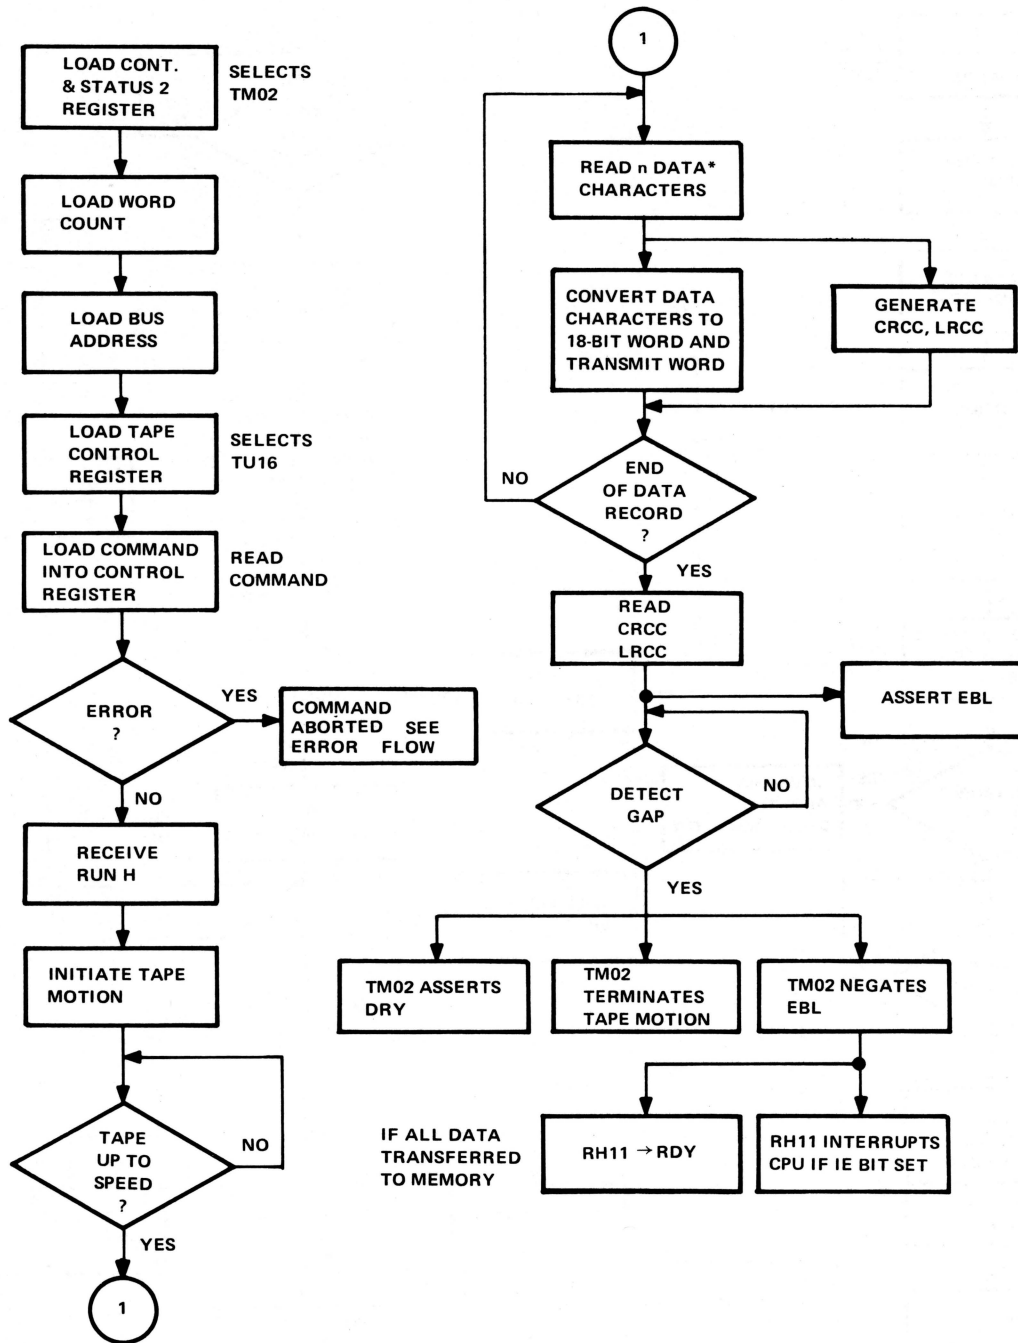 LOAD CONT.
& STATUS 2
REGISTER
SELECTS
TM02
LOAD WORD
COUNT
LOAD BUS
ADDRESS
LOAD TAPE
CONTROL
REGISTER
SELECTS
TU16
LOAD COMMAND
INTO CONTROL
REGISTER
READ
COMMAND
ERROR
?
YES
COMMAND
ABORTED SEE
ERROR FLOW
NO
RECEIVE
RUN H
INITIATE TAPE
MOTION
TAPE
UP TO
SPEED
?
NO
YES
1
1
READ n DATA*
CHARACTERS
CONVERT DATA
CHARACTERS TO
18-BIT WORD AND
TRANSMIT WORD
GENERATE
CRCC, LRCC
END
OF DATA
RECORD
?
NO
YES
READ
CRCC
LRCC
ASSERT EBL
DETECT
GAP
NO
YES
TM02 ASSERTS
DRY
TM02
TERMINATES
TAPE MOTION
TM02 NEGATES
EBL
IF ALL DATA
TRANSFERRED
TO MEMORY
RH11 → RDY
RH11 INTERRUPTS
CPU IF IE BIT SET